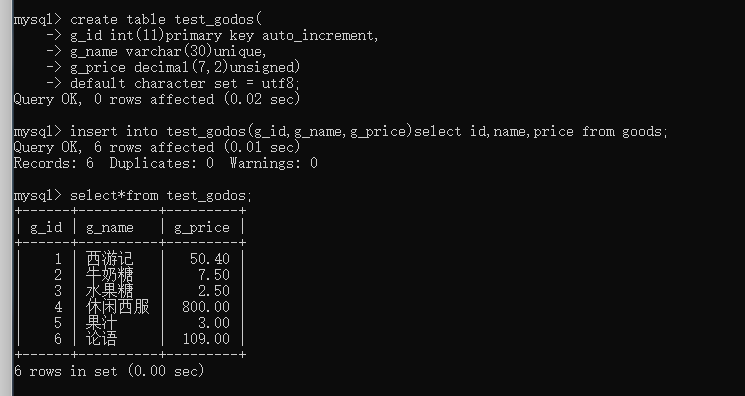 mysql> create table test_godos(
    -> g_id int(11)primary key auto_increment,
    -> g_name varchar(30)unique,
    -> g_price decimal(7,2)unsigned)
    -> default character set = utf8;
Query OK, 0 rows affected (0.02 sec)

mysql> insert into test_godos(g_id,g_name,g_price)select id,name,price from goods;
Query OK, 6 rows affected (0.01 sec)
Records: 6  Duplicates: 0  Warnings: 0

mysql> select*from test_godos;
+------+----------+---------+
| g_id | g_name   | g_price |
+------+----------+---------+
|    1 | 西游记   |   50.40 |
|    2 | 牛奶糖   |    7.50 |
|    3 | 水果糖   |    2.50 |
|    4 | 休闲西服 |  800.00 |
|    5 | 果汁     |    3.00 |
|    6 | 论语     |  109.00 |
+------+----------+---------+
6 rows in set (0.00 sec)